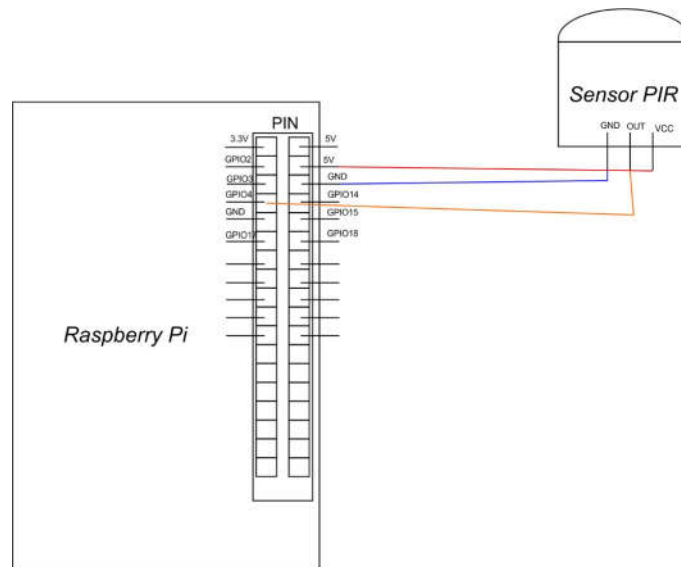 Sensor PIR
GND OUT VCC
PIN
3.3V 5V
GPIO2 5V
GPIO3 GND
GPIO4 GPIO14
GND GPIO15
GPIO17 GPIO18
Raspberry Pi